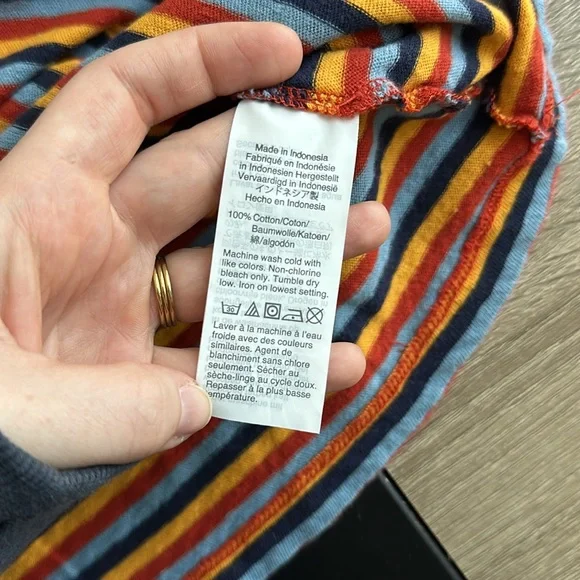 Made in Indonesia
Fabriqué en Indonésie
in Indonesien Hergestellt
Vervaardigd in Indonesië
インドネシア製
Hecho en Indonesia
100% Cotton/Coton/
Baumwolle/Katoen/
綿/algodón
Machine wash cold with
like colors. Non-chlorine
bleach only. Tumble dry
low. Iron on lowest setting.
30
Laver à la machine à l'eau
froide avec des couleurs
similaires. Agent de
blanchiment sans chlore
seulement. Sécher au
sèche-linge au cycle doux.
Repasser à la plus basse
température.